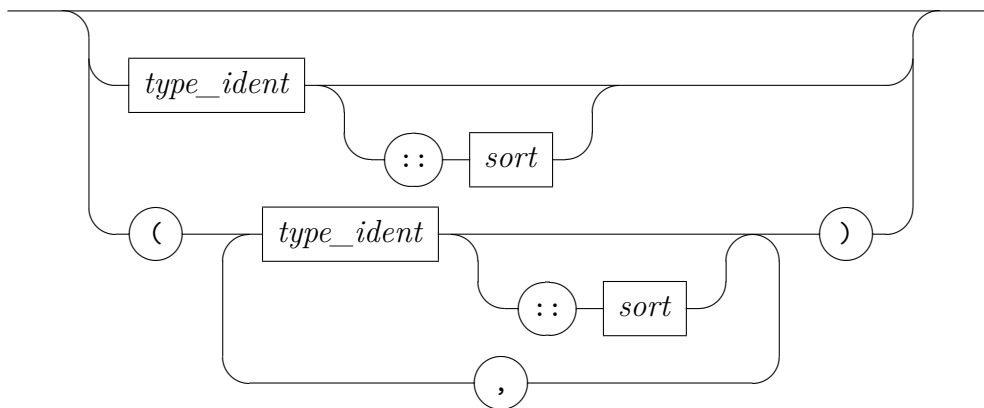 type_ident
:: sort
( type_ident )
:: sort
,